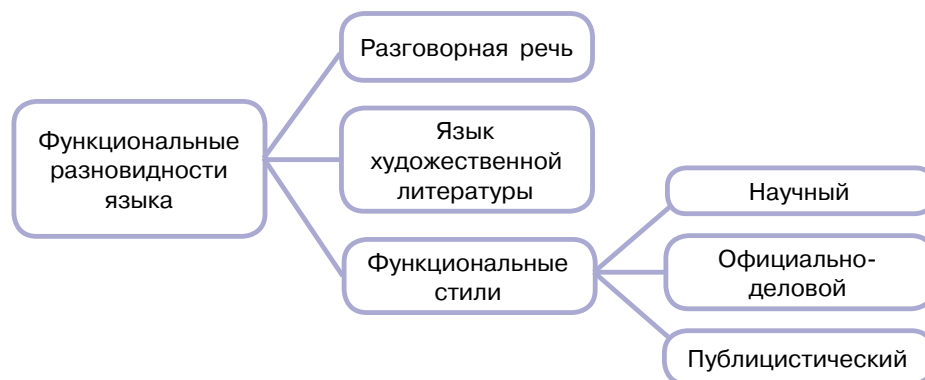 Функциональные
разновидности
языка
Разговорная речь
Язык
художественной
литературы
Функциональные
стили
Научный
Официально-
деловой
Публицистический